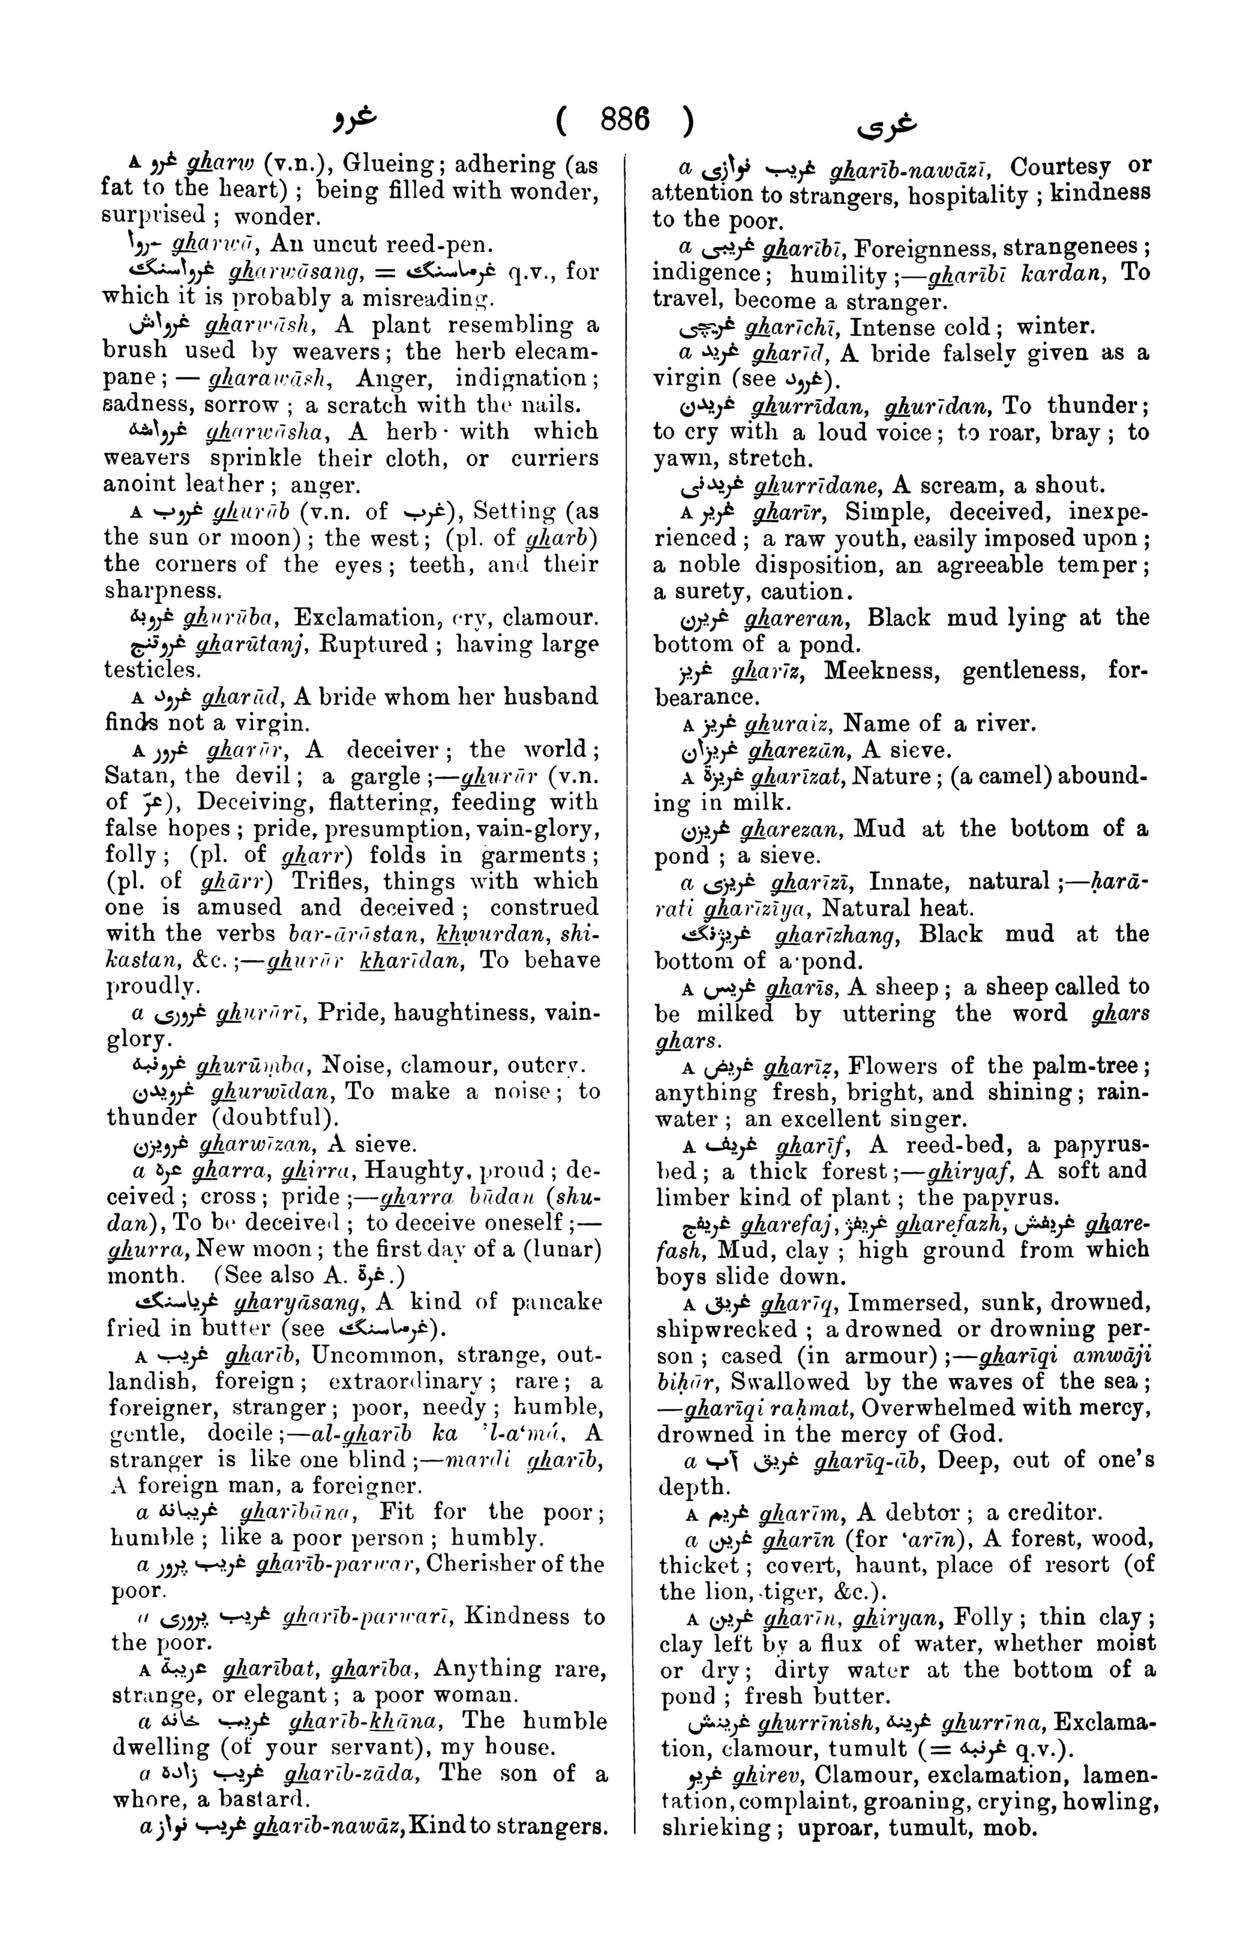 غرو ( 886 ) غری
A غرو gharw (v.n.), Glueing; adhering (as
fat to the heart) ; being filled with wonder,
surprised ; wonder.
غروا gharwā, An uncut reed-pen.
غرواسنگ gharwāsang, = غرماسنگ q.v., for
which it is probably a misreading.
غرواش gharwāsh, A plant resembling a
brush used by weavers; the herb elecam-
pane; — gharawāsh, Anger, indignation;
sadness, sorrow ; a scratch with the nails.
غرواشه gharwāsha, A herb with which
weavers sprinkle their cloth, or curriers
anoint leather ; anger.
A غروب ghurūb (v.n. of غرب), Setting (as
the sun or moon) ; the west ; (pl. of gharb)
the corners of the eyes ; teeth, and their
sharpness.
غروبه ghurūba, Exclamation, cry, clamour.
غروتنج gharūtanj, Ruptured ; having large
testicles.
A غرود gharūd, A bride whom her husband
finds not a virgin.
A غرور gharūr, A deceiver ; the world ;
Satan, the devil ; a gargle ;—ghurūr (v.n.
of غرّ), Deceiving, flattering, feeding with
false hopes ; pride, presumption, vain-glory,
folly ; (pl. of gharr) folds in garments ;
(pl. of ghārr) Trifles, things with which
one is amused and deceived ; construed
with the verbs bar-ārāstan, khwurdan, shi-
kastan, &c. ;—ghurūr kharīdan, To behave
proudly.
a غروری ghurūrī, Pride, haughtiness, vain-
glory.
غرونبه ghurūmba, Noise, clamour, outcry.
غرویدن ghurwīdan, To make a noise ; to
thunder (doubtful).
غرویزن gharwīzan, A sieve.
a غره gharra, ghirra, Haughty, proud ; de-
ceived ; cross ; pride ;—gharra būdan (shu-
dan), To be deceived ; to deceive oneself ;—
ghurra, New moon ; the first day of a (lunar)
month. (See also A. غرّة.)
غریاسنگ gharyāsang, A kind of pancake
fried in butter (see غرماسنگ).
A غریب gharīb, Uncommon, strange, out-
landish, foreign ; extraordinary ; rare ; a
foreigner, stranger ; poor, needy ; humble,
gentle, docile ;—al-gharīb ka 'l-a‘má, A
stranger is like one blind ;—mardi gharīb,
A foreign man, a foreigner.
a غریبانه gharībāna, Fit for the poor ;
humble ; like a poor person ; humbly.
a غریب پرور gharīb-parwar, Cherisher of the
poor.
a غریب پروری gharīb-parwarī, Kindness to
the poor.
A غریبة gharībat, gharība, Anything rare,
strange, or elegant ; a poor woman.
a غریب خانه gharīb-khāna, The humble
dwelling (of your servant), my house.
a غریب زاده gharīb-zāda, The son of a
whore, a bastard.
a غریب نواز gharīb-nawāz, Kind to strangers.
a غریب نوازی gharīb-nawāzī, Courtesy or
attention to strangers, hospitality ; kindness
to the poor.
a غریبی gharībī, Foreignness, strangenees ;
indigence ; humility ;—gharībī kardan, To
travel, become a stranger.
غریچی gharīchī, Intense cold ; winter.
a غرید gharīd, A bride falsely given as a
virgin (see غرود).
غریدن ghurrīdan, ghurīdan, To thunder ;
to cry with a loud voice ; to roar, bray ; to
yawn, stretch.
غریدنی ghurrīdane, A scream, a shout.
A غریر gharīr, Simple, deceived, inexpe-
rienced ; a raw youth, easily imposed upon ;
a noble disposition, an agreeable temper ;
a surety, caution.
غریرن ghareran, Black mud lying at the
bottom of a pond.
غریز gharīz, Meekness, gentleness, for-
bearance.
A غریز ghuraiz, Name of a river.
غریزان gharezān, A sieve.
A غریزة gharīzat, Nature ; (a camel) abound-
ing in milk.
غریزن gharezan, Mud at the bottom of a
pond ; a sieve.
a غریزی gharīzī, Innate, natural ;—ḥarā-
rati gharīzīya, Natural heat.
غریژنگ gharīzhang, Black mud at the
bottom of a pond.
A غریس gharīs, A sheep ; a sheep called to
be milked by uttering the word ghars
ghars.
A غریض gharīẓ, Flowers of the palm-tree ;
anything fresh, bright, and shining ; rain-
water ; an excellent singer.
A غریف gharīf, A reed-bed, a papyrus-
bed ; a thick forest ;—ghiryaf, A soft and
limber kind of plant ; the papyrus.
غریفج gharefaj, غریفژ gharefazh, غریفش ghare-
fash, Mud, clay ; high ground from which
boys slide down.
A غریق gharīq, Immersed, sunk, drowned,
shipwrecked ; a drowned or drowning per-
son ; cased (in armour) ;—gharīqi amwāji
biḥār, Swallowed by the waves of the sea ;
—gharīqi raḥmat, Overwhelmed with mercy,
drowned in the mercy of God.
a غریق آب gharīq-āb, Deep, out of one's
depth.
A غریم gharīm, A debtor ; a creditor.
a غرین gharīn (for ‘arīn), A forest, wood,
thicket ; covert, haunt, place of resort (of
the lion, tiger, &c.).
A غرین gharīn, ghiryan, Folly ; thin clay ;
clay left by a flux of water, whether moist
or dry ; dirty water at the bottom of a
pond ; fresh butter.
غرینش ghurrīnish, غرینه ghurrīna, Exclama-
tion, clamour, tumult (= غرنبه q.v.).
غریو ghirev, Clamour, exclamation, lamen-
tation, complaint, groaning, crying, howling,
shrieking ; uproar, tumult, mob.